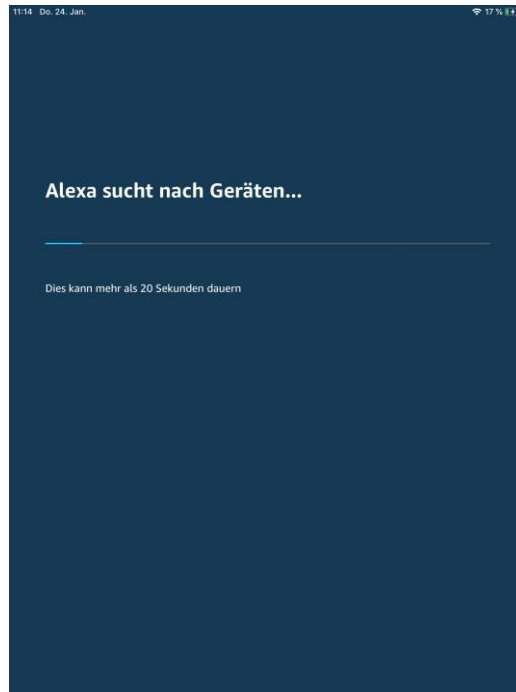 11:14 Do. 24. Jan. 17 %
Alexa sucht nach Geräten...
Dies kann mehr als 20 Sekunden dauern